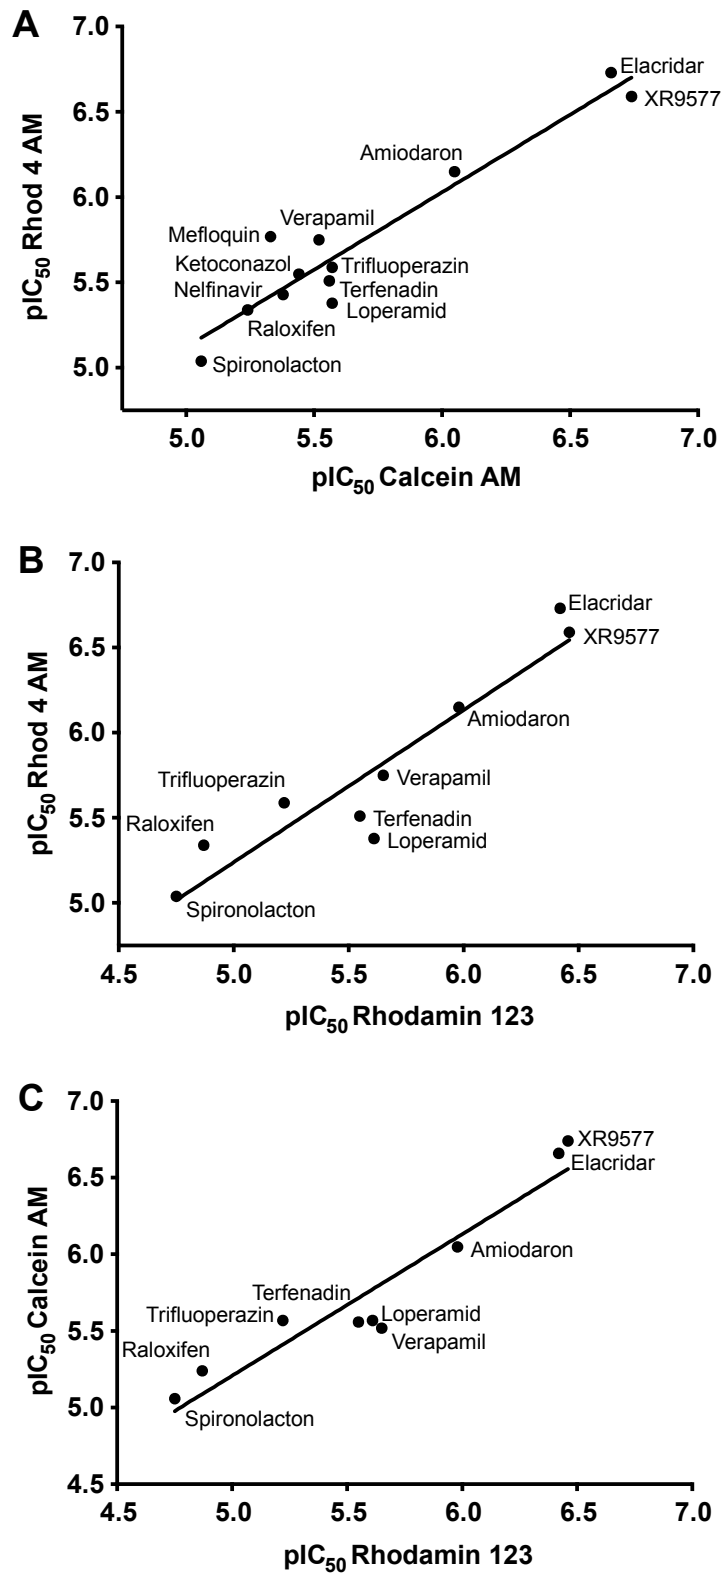 A
7.0
6.5
6.0
5.5
5.0
pIC50 Rhod 4 AM
Elacridar
XR9577
Amiodaron
Verapamil
Mefloquin
Ketoconazol
Trifluoperazin
Nelfinavir
Terfenadin
Loperamid
Raloxifen
Spironolacton
5.0 5.5 6.0 6.5 7.0
pIC50 Calcein AM
B
7.0
6.5
6.0
5.5
5.0
pIC50 Rhod 4 AM
Elacridar
XR9577
Amiodaron
Trifluoperazin
Verapamil
Raloxifen
Terfenadin
Loperamid
Spironolacton
4.5 5.0 5.5 6.0 6.5 7.0
pIC50 Rhodamin 123
C
7.0
6.5
6.0
5.5
5.0
4.5
pIC50 Calcein AM
XR9577
Elacridar
Amiodaron
Terfenadin
Trifluoperazin
Loperamid
Verapamil
Raloxifen
Spironolacton
4.5 5.0 5.5 6.0 6.5 7.0
pIC50 Rhodamin 123